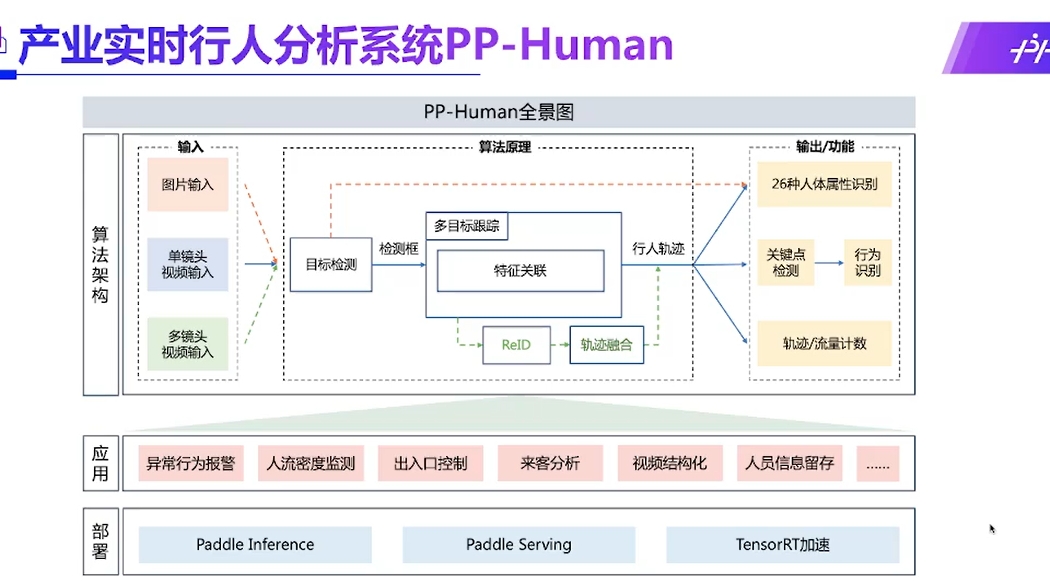 产业实时行人分析系统PP-Human
PP-Human全景图
算法架构
输入
图片输入
单镜头
视频输入
多镜头
视频输入
算法原理
目标检测
检测框
多目标跟踪
特征关联
行人轨迹
ReID
轨迹融合
输出/功能
26种人体属性识别
关键点
检测
行为
识别
轨迹/流量计数
应用
异常行为报警
人流密度监测
出入口控制
来客分析
视频结构化
人员信息留存
......
部署
Paddle Inference
Paddle Serving
TensorRT加速